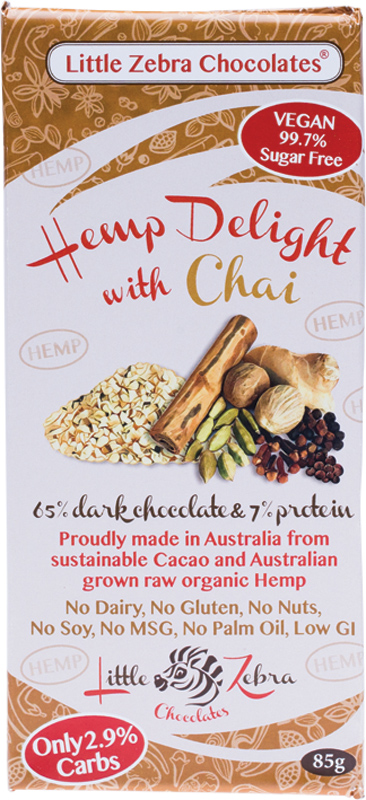 Little Zebra Chocolates®
VEGAN
99.7%
Sugar Free
HEMP
Hemp Delight
with Chai
HEMP
HEMP
65% dark chocolate & 7% protein
Proudly made in Australia from
sustainable Cacao and Australian
grown raw organic Hemp
No Dairy, No Gluten, No Nuts,
No Soy, No MSG, No Palm Oil, Low GI
HEMP
HEMP
Little Zebra
Chocolates
Only 2.9%
Carbs
85g